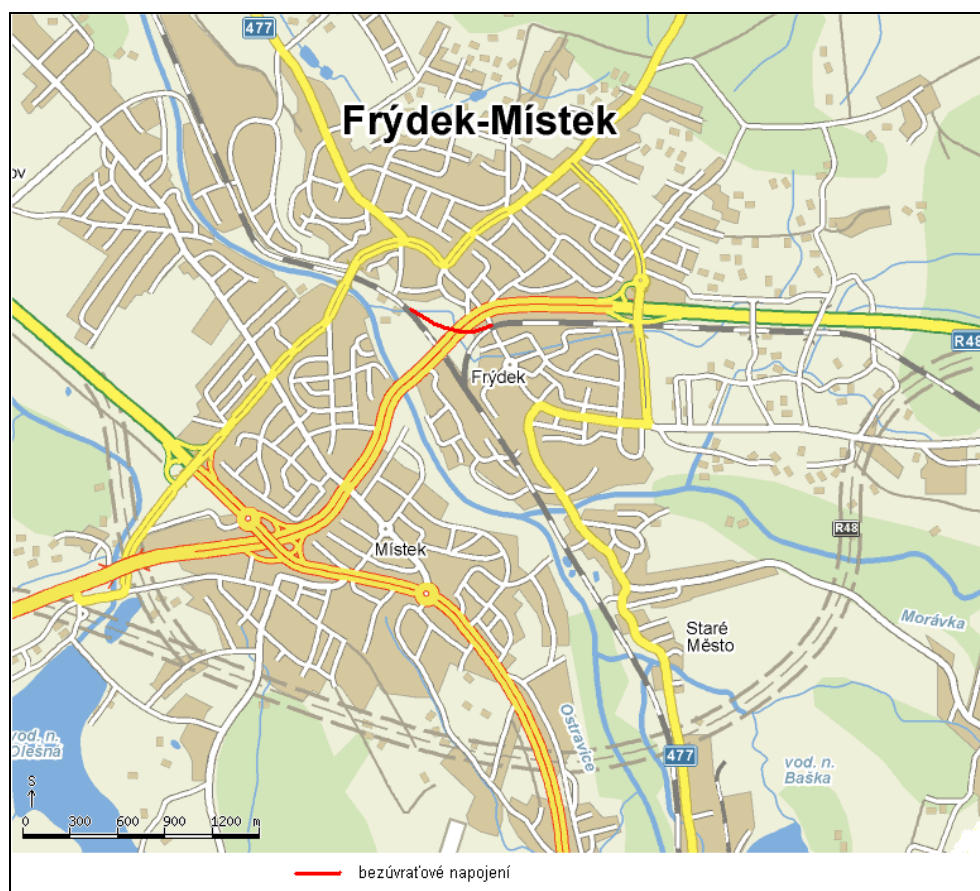 477
Frýdek-Místek
ov
R48
Frýdek
R48
Místek
Morávka
Staré
Město
Ostravice
vod. n.
Olešná
477
vod. n.
Baška
S
0 300 600 900 1200 m
bezúvraťové napojení